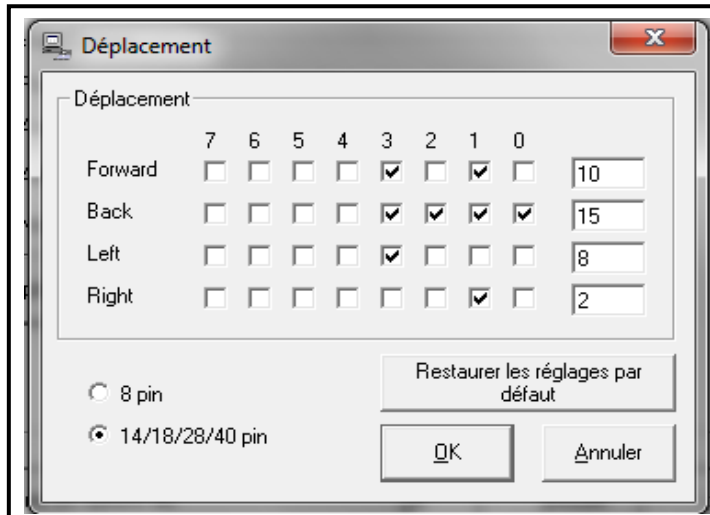 Déplacement
Déplacement
7 6 5 4 3 2 1 0
Forward 10
Back 15
Left 8
Right 2
8 pin
14/18/28/40 pin
Restaurer les réglages par
défaut
OK
Annuler